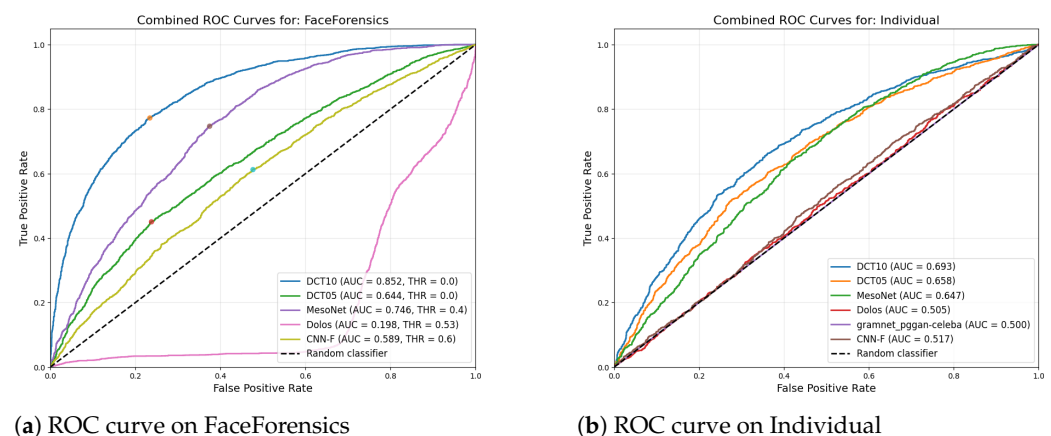 Combined ROC Curves for: FaceForensics
1.0
0.8
0.6
0.4
0.2
0.0
True Positive Rate
DCT10 (AUC = 0.852, THR = 0.0)
DCT05 (AUC = 0.644, THR = 0.0)
MesoNet (AUC = 0.746, THR = 0.4)
Dolos (AUC = 0.198, THR = 0.53)
CNN-F (AUC = 0.589, THR = 0.6)
Random classifier
0.0 0.2 0.4 0.6 0.8 1.0
False Positive Rate
(a) ROC curve on FaceForensics
Combined ROC Curves for: Individual
1.0
0.8
0.6
0.4
0.2
0.0
True Positive Rate
DCT10 (AUC = 0.693)
DCT05 (AUC = 0.658)
MesoNet (AUC = 0.647)
Dolos (AUC = 0.505)
gramnet_pggan-celeba (AUC = 0.500)
CNN-F (AUC = 0.517)
Random classifier
0.0 0.2 0.4 0.6 0.8 1.0
False Positive Rate
(b) ROC curve on Individual